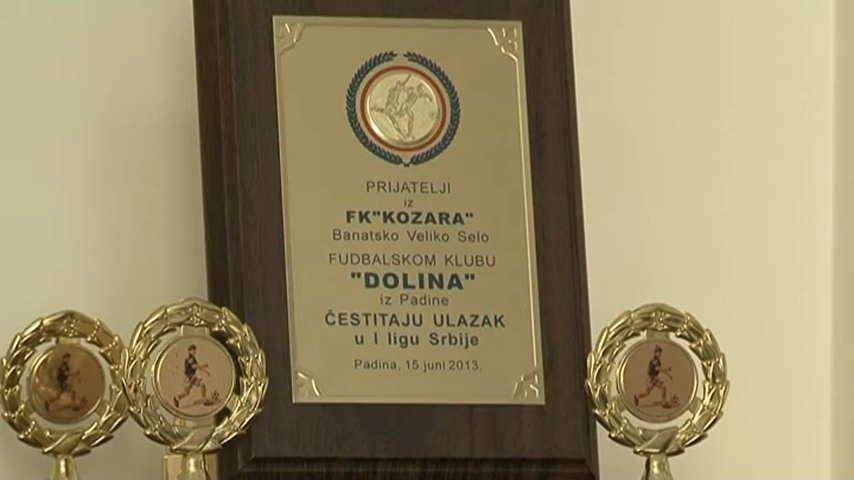 PRIJATELJI
iz
FK"KOZARA"
Banatsko Veliko Selo
FUDBALSKOM KLUBU
"DOLINA"
iz Padine
ČESTITAJU ULAZAK
u I ligu Srbije
Padina, 15.juni 2013.